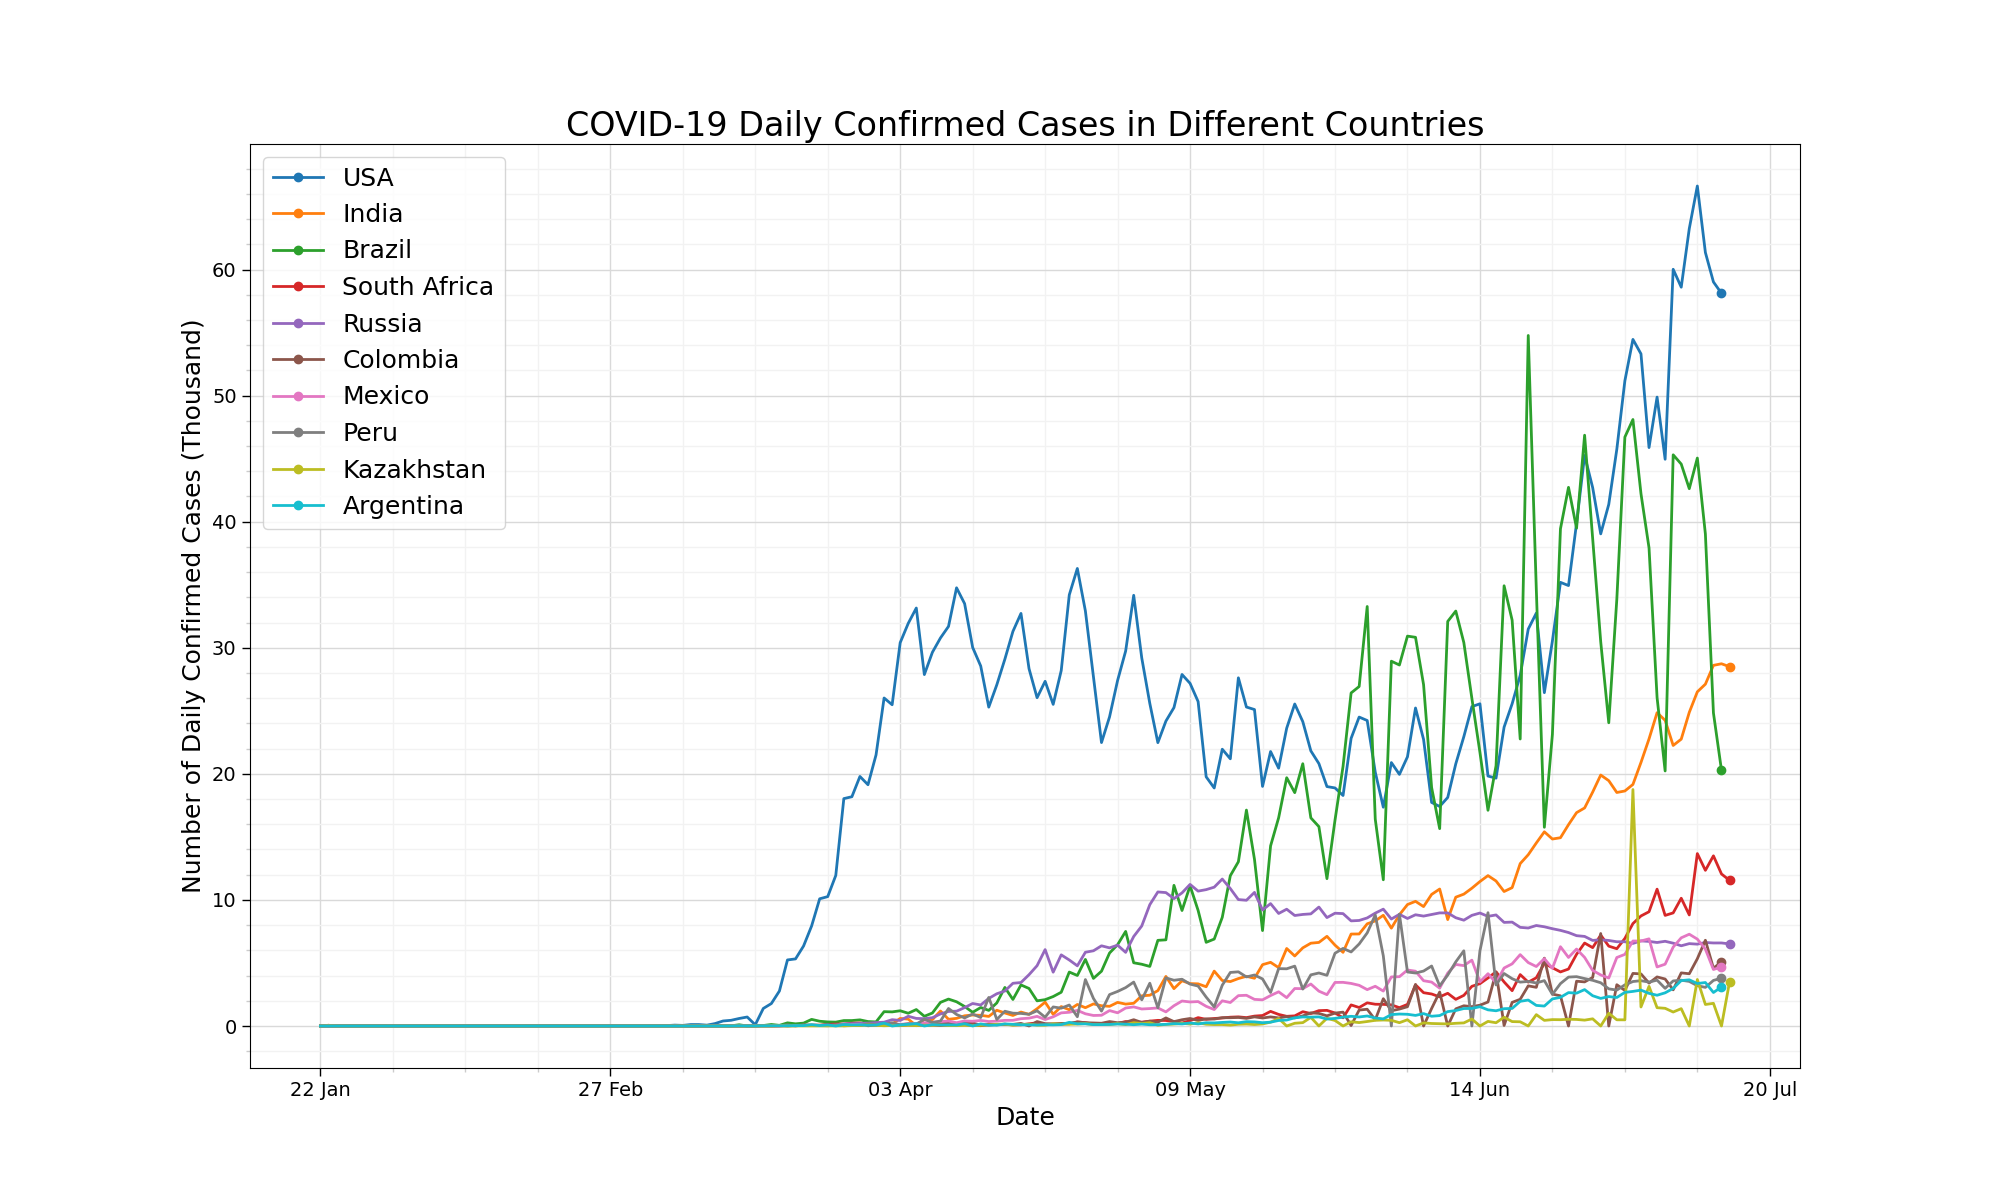 COVID-19 Daily Confirmed Cases in Different Countries
USA
India
Brazil
South Africa
Russia
Colombia
Mexico
Peru
Kazakhstan
Argentina
Number of Daily Confirmed Cases (Thousand)
60
50
40
30
20
10
0
22 Jan
27 Feb
03 Apr
09 May
14 Jun
20 Jul
Date